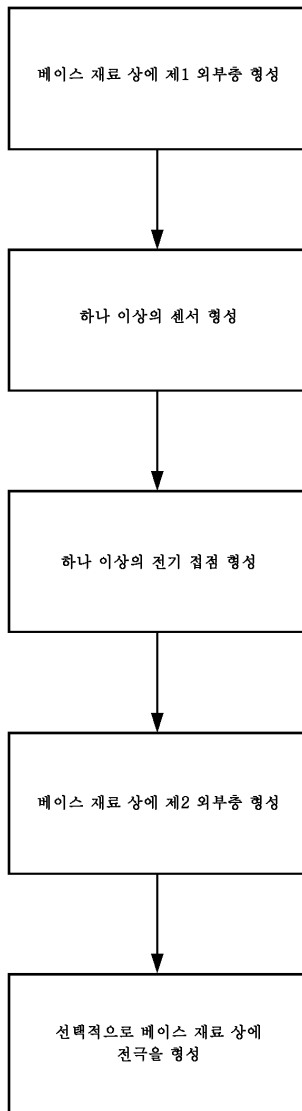 베이스 재료 상에 제1 외부층 형성
하나 이상의 센서 형성
하나 이상의 전기 접점 형성
베이스 재료 상에 제2 외부층 형성
선택적으로 베이스 재료 상에
전극을 형성